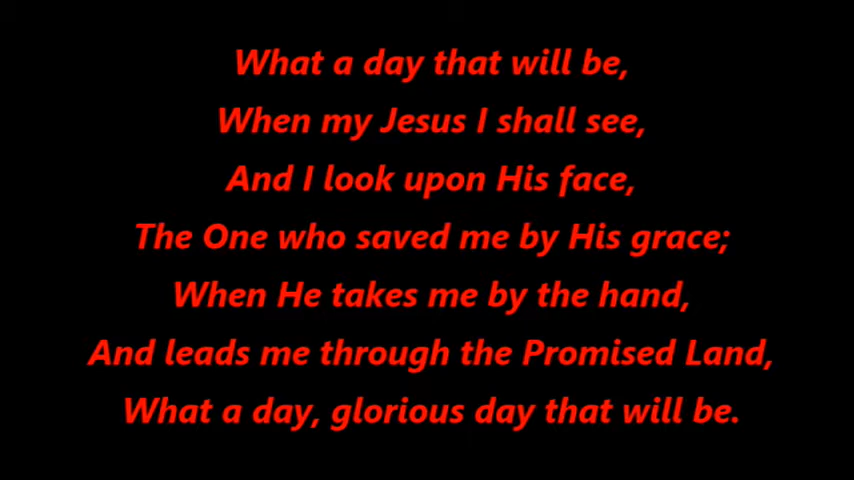 What a day that will be,
When my Jesus I shall see,
And I look upon His face,
The One who saved me by His grace;
When He takes me by the hand,
And leads me through the Promised Land,
What a day, glorious day that will be.